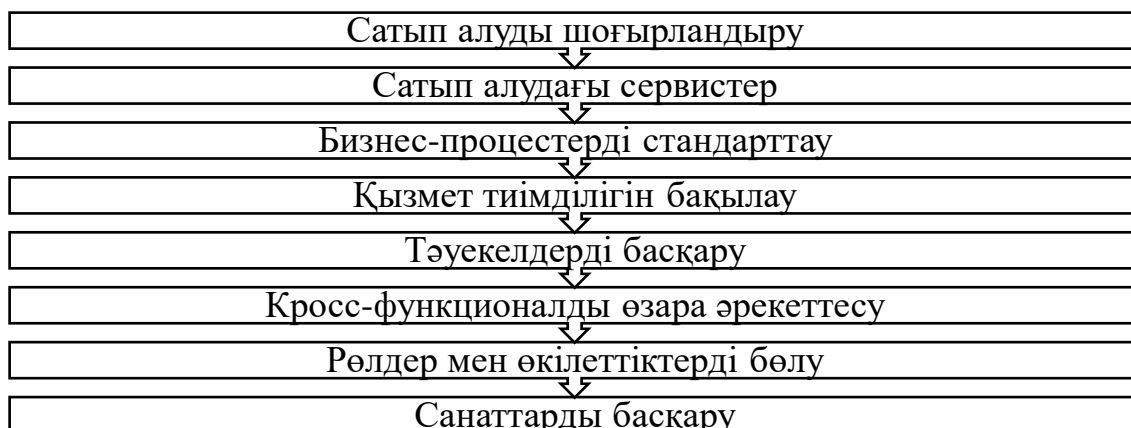 Сатып алуды шоғырландыру
Сатып алудағы сервистер
Бизнес-процестерді стандарттау
Қызмет тиімділігін бақылау
Тәуекелдерді басқару
Кросс-функционалды өзара әрекеттесу
Рөлдер мен өкілеттіктерді бөлу
Санаттарды басқару